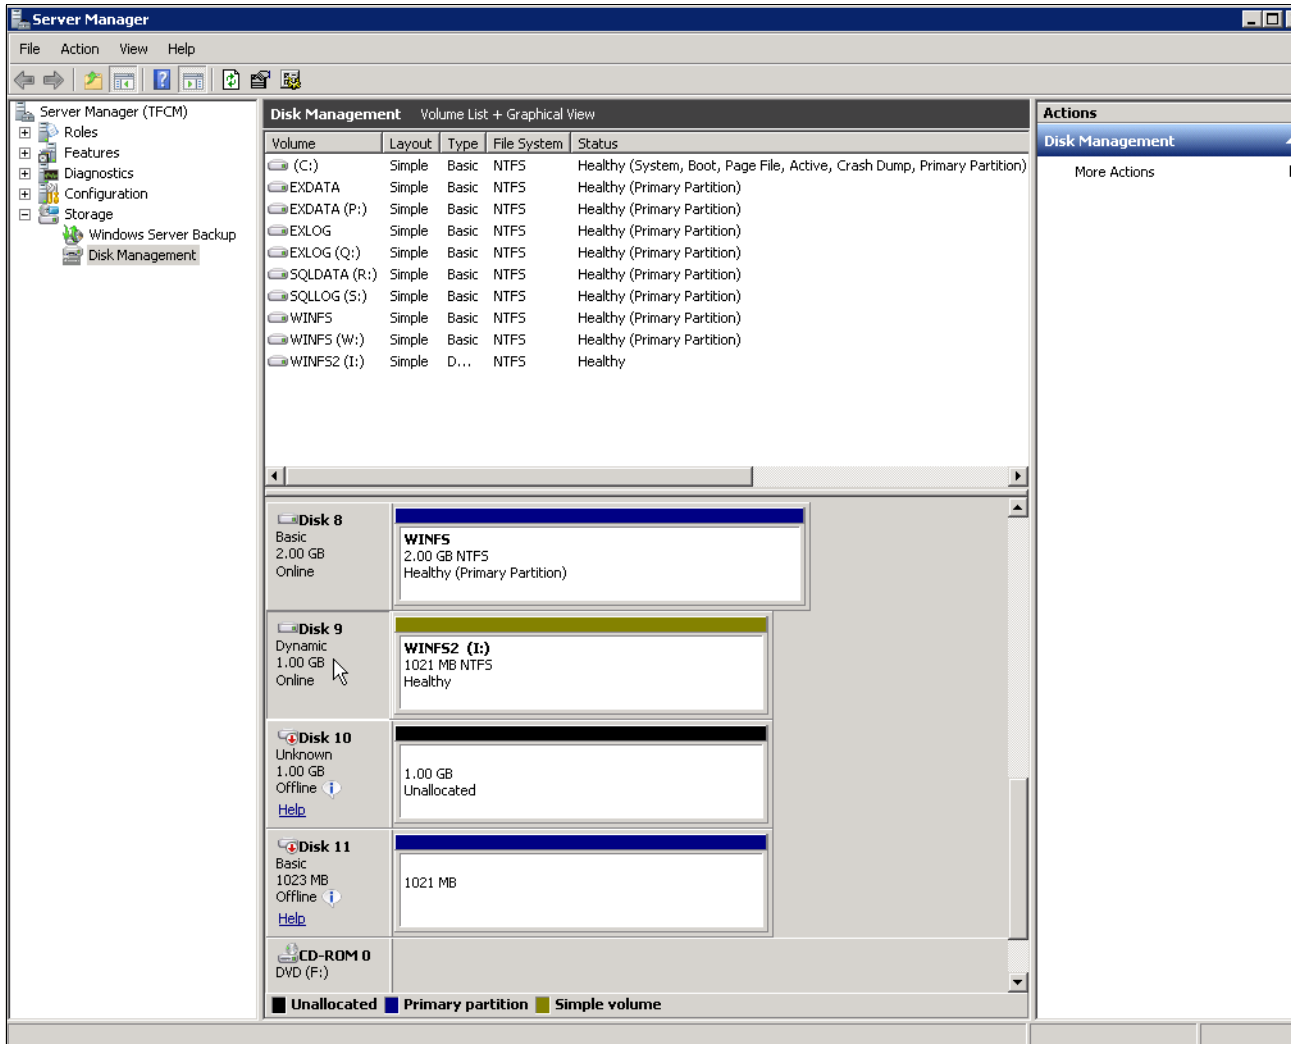 Server Manager
File Action View Help
Server Manager (TFCM)
Roles
Features
Diagnostics
Configuration
Storage
Windows Server Backup
Disk Management
Disk Management Volume List + Graphical View
Volume Layout Type File System Status
(C:) Simple Basic NTFS Healthy (System, Boot, Page File, Active, Crash Dump, Primary Partition)
EXDATA Simple Basic NTFS Healthy (Primary Partition)
EXDATA (P:) Simple Basic NTFS Healthy (Primary Partition)
EXLOG Simple Basic NTFS Healthy (Primary Partition)
EXLOG (Q:) Simple Basic NTFS Healthy (Primary Partition)
SQLDATA (R:) Simple Basic NTFS Healthy (Primary Partition)
SQLLOG (S:) Simple Basic NTFS Healthy (Primary Partition)
WINFS Simple Basic NTFS Healthy (Primary Partition)
WINFS (W:) Simple Basic NTFS Healthy (Primary Partition)
WINFS2 (I:) Simple D... NTFS Healthy
Disk 8
Basic
2.00 GB
Online
WINFS
2.00 GB NTFS
Healthy (Primary Partition)
Disk 9
Dynamic
1.00 GB
Online
WINFS2 (I:)
1021 MB NTFS
Healthy
Disk 10
Unknown
1.00 GB
Offline
Help
1.00 GB
Unallocated
Disk 11
Basic
1023 MB
Offline
Help
1021 MB
CD-ROM 0
DVD (F:)
Unallocated Primary partition Simple volume
Actions
Disk Management
More Actions